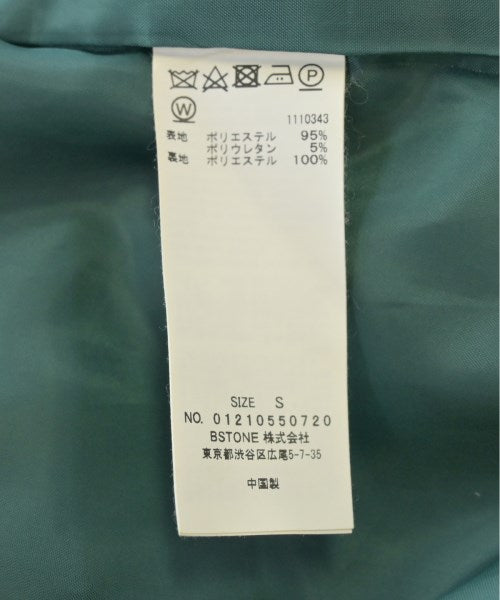 P
W
1110343
表地 ポリエステル 95%
ポリウレタン 5%
裏地 ポリエステル 100%
SIZE S
NO. 01210550720
BSTONE 株式会社
東京都渋谷区広尾5-7-35
中国製